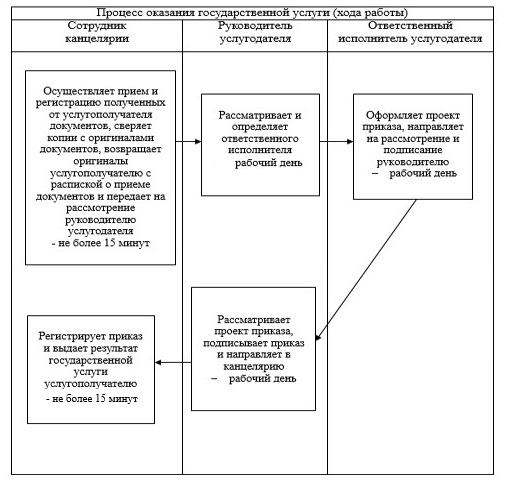 Процесс оказания государственной услуги (хода работы)
Сотрудник
канцелярии
Руководитель
услугодателя
Ответственный
исполнитель услугодателя
Осуществляет прием и
регистрацию полученных
от услугополучателя
документов, сверяет
копии с оригиналами
документов, возвращает
оригиналы
услугополучателю с
распиской о приеме
документов и передает на
рассмотрение
руководителю
услугодателя
- не более 15 минут
Рассматривает и
определяет
ответственного
исполнителя
рабочий день
Оформляет проект
приказа, направляет
на рассмотрение и
подписание
руководителю
– рабочий день
Рассматривает
проект приказа,
подписывает приказ
и направляет в
канцелярию
– рабочий день
Регистрирует приказ
и выдает результат
государственной
услуги
услугополучателю
- не более 15 минут